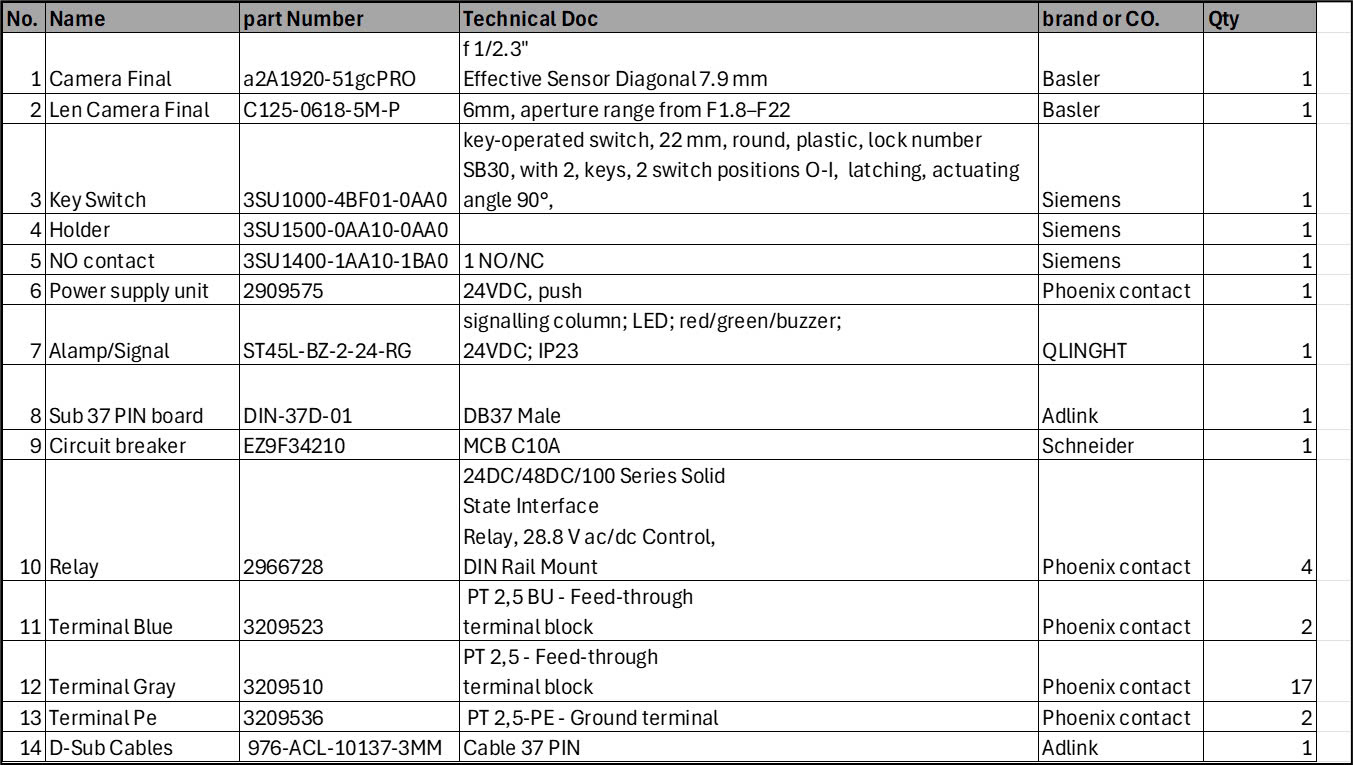 No. Name part Number Technical Doc brand or CO. Qty
f 1/2.3"
1 Camera Final a2A1920-51gcPRO Effective Sensor Diagonal 7.9 mm Basler 1
2 Len Camera Final C125-0618-5M-P 6mm, aperture range from F1.8–F22 Basler 1
key-operated switch, 22 mm, round, plastic, lock number
SB30, with 2, keys, 2 switch positions O-I, latching, actuating
3 Key Switch 3SU1000-4BF01-0AA0 angle 90°, Siemens 1
4 Holder 3SU1500-0AA10-0AA0 Siemens 1
5 NO contact 3SU1400-1AA10-1BA0 1 NO/NC Siemens 1
6 Power supply unit 2909575 24VDC, push Phoenix contact 1
signalling column; LED; red/green/buzzer;
7 Alamp/Signal ST45L-BZ-2-24-RG 24VDC; IP23 QLINGHT 1
8 Sub 37 PIN board DIN-37D-01 DB37 Male Adlink 1
9 Circuit breaker EZ9F34210 MCB C10A Schneider 1
24DC/48DC/100 Series Solid
State Interface
Relay, 28.8 V ac/dc Control,
10 Relay 2966728 DIN Rail Mount Phoenix contact 4
PT 2,5 BU - Feed-through
11 Terminal Blue 3209523 terminal block Phoenix contact 2
PT 2,5 - Feed-through
12 Terminal Gray 3209510 terminal block Phoenix contact 17
13 Terminal Pe 3209536 PT 2,5-PE - Ground terminal Phoenix contact 2
14 D-Sub Cables 976-ACL-10137-3MM Cable 37 PIN Adlink 1